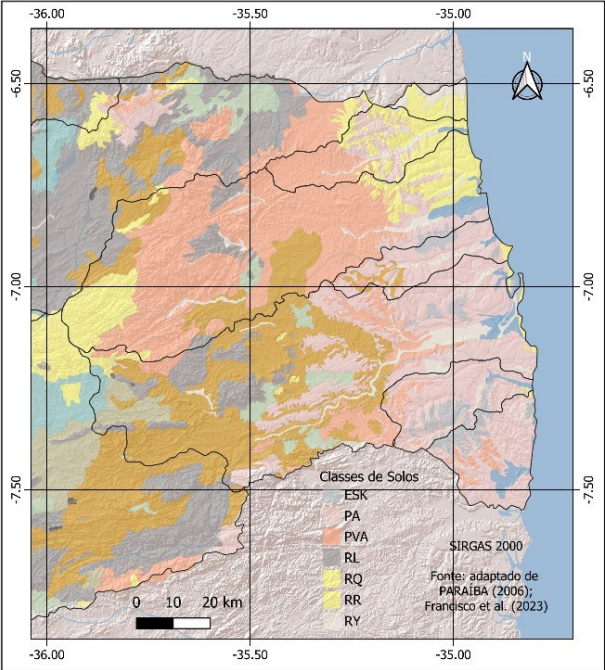 -36.00 -35.50 -35.00
-6.50 -6.50
N
-7.00 -7.00
-7.50 -7.50
Classes de Solos
ESK
PA
PVA
RL
RQ
RR
RY
SIRGAS 2000
Fonte: adaptado de
PARAÍBA (2006);
Francisco et al. (2023)
0 10 20 km
-36.00 -35.50 -35.00